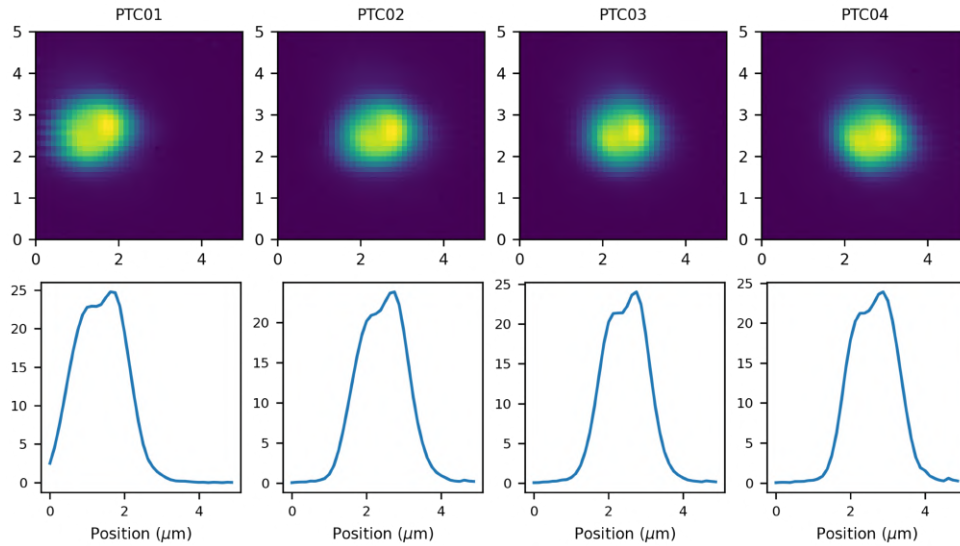 PTC01 PTC02 PTC03 PTC04
5 5 5 5
4 4 4 4
3 3 3 3
2 2 2 2
1 1 1 1
0 0 0 0
0 2 4 0 2 4 0 2 4 0 2 4
25 20 15 10 5 0
20 15 10 5 0
25 20 15 10 5 0
25 20 15 10 5 0
0 2 4 0 2 4 0 2 4 0 2 4
Position (μm) Position (μm) Position (μm) Position (μm)